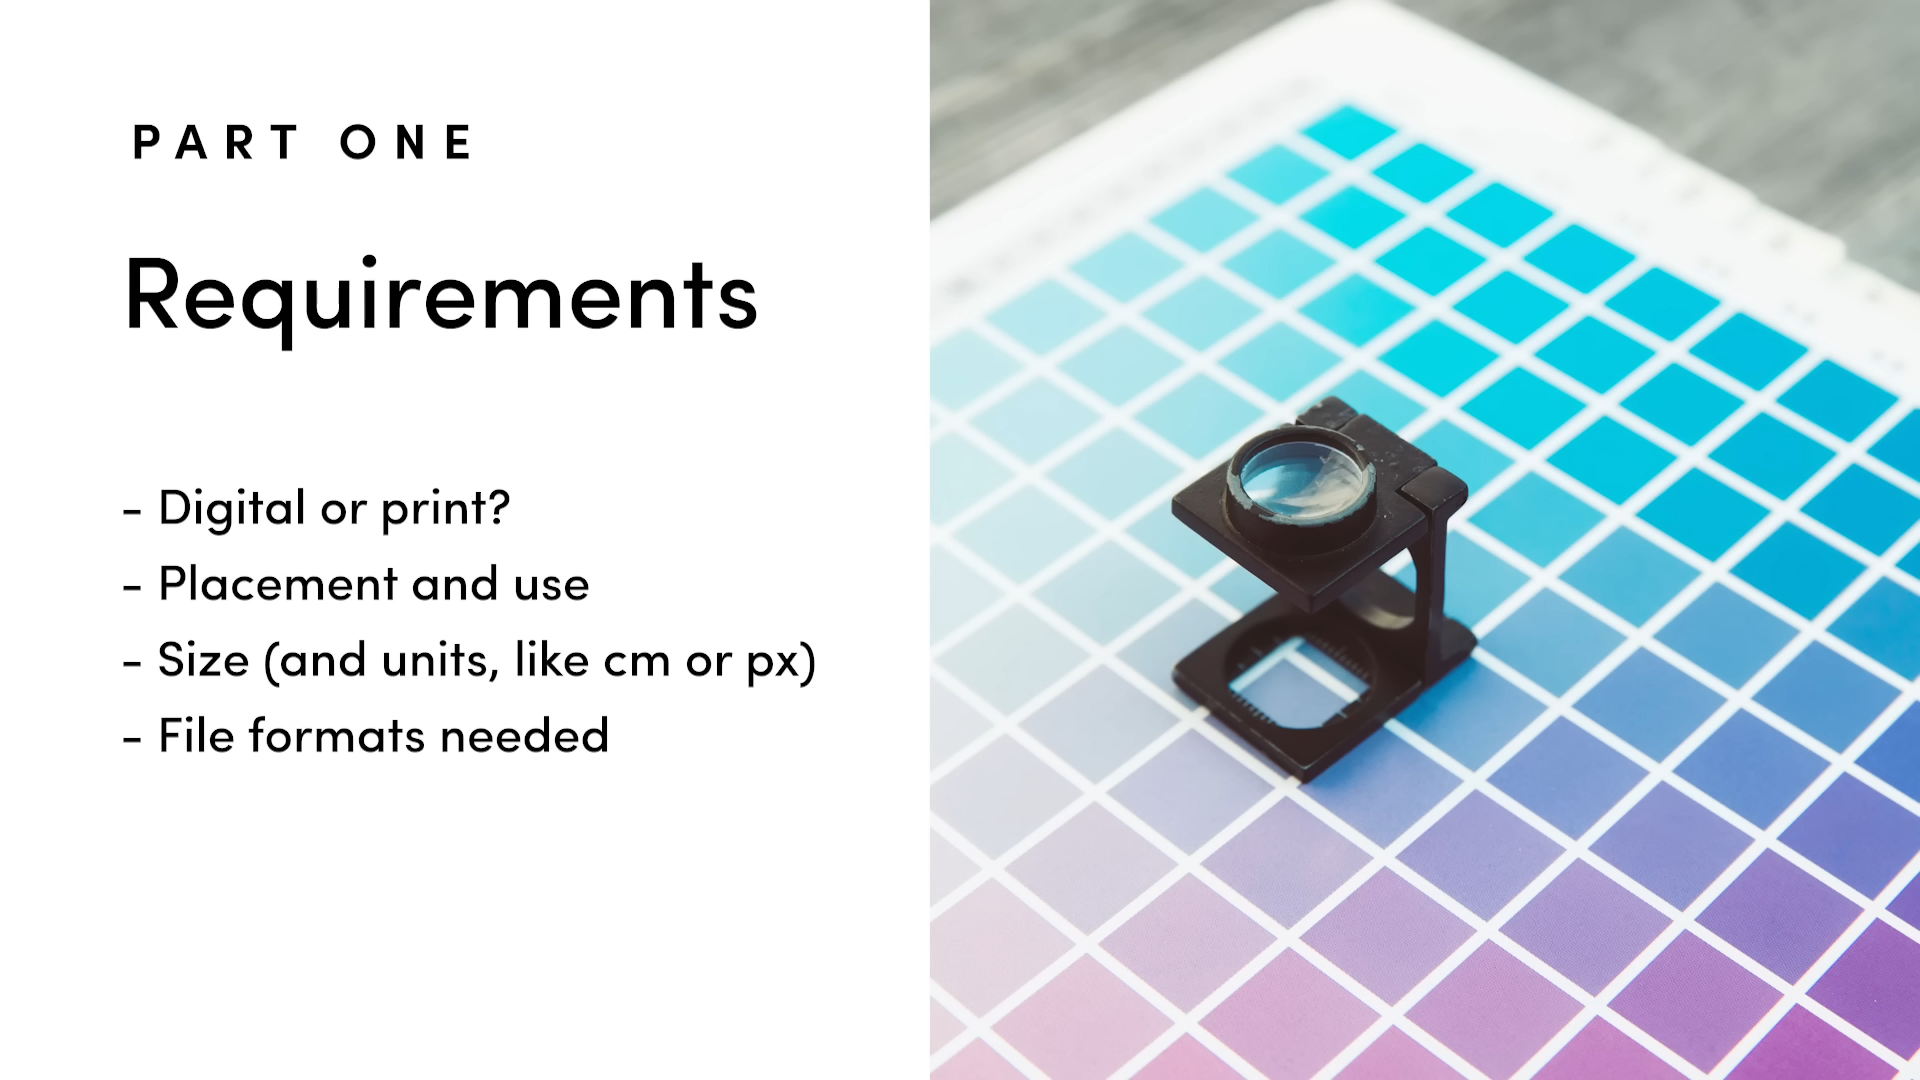 PART ONE
Requirements
- Digital or print?
- Placement and use
- Size (and units, like cm or px)
- File formats needed